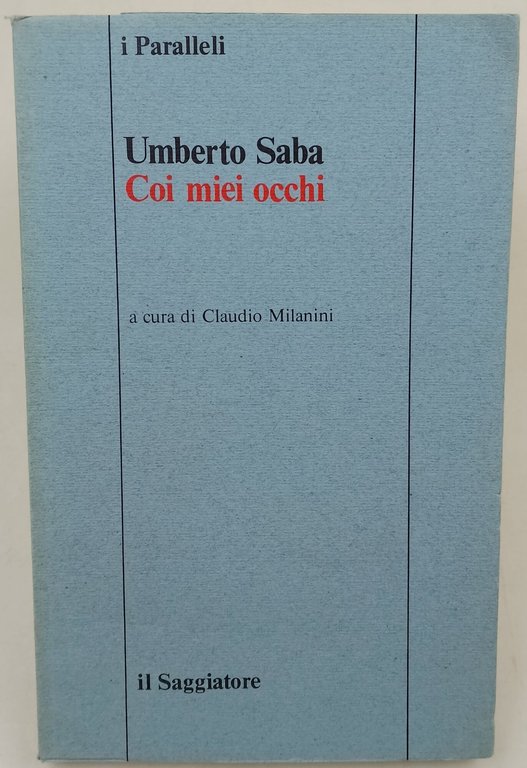 i Paralleli
Umberto Saba
Coi miei occhi
a cura di Claudio Milanini
il Saggiatore